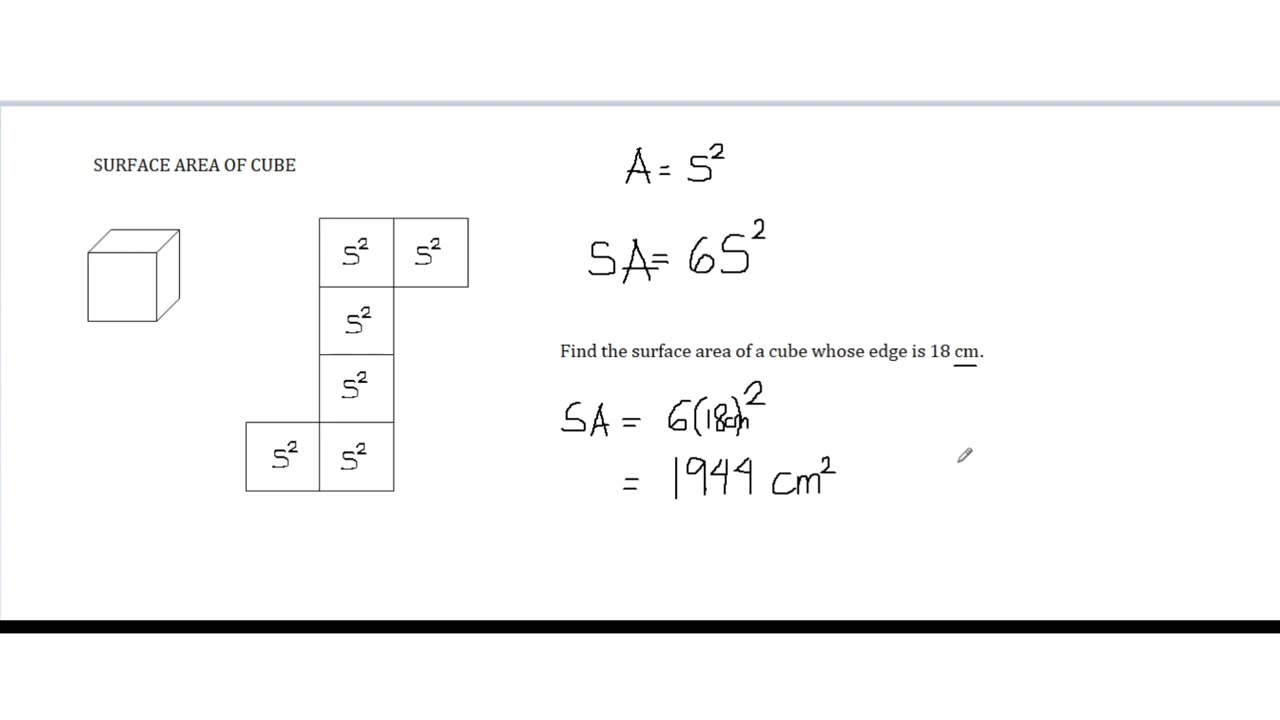 SURFACE AREA OF CUBE
A = S²
SA = 6S²
S² S²
S²
S²
S² S²
Find the surface area of a cube whose edge is 18 cm.
SA = 6(18cm)²
= 1944 cm²